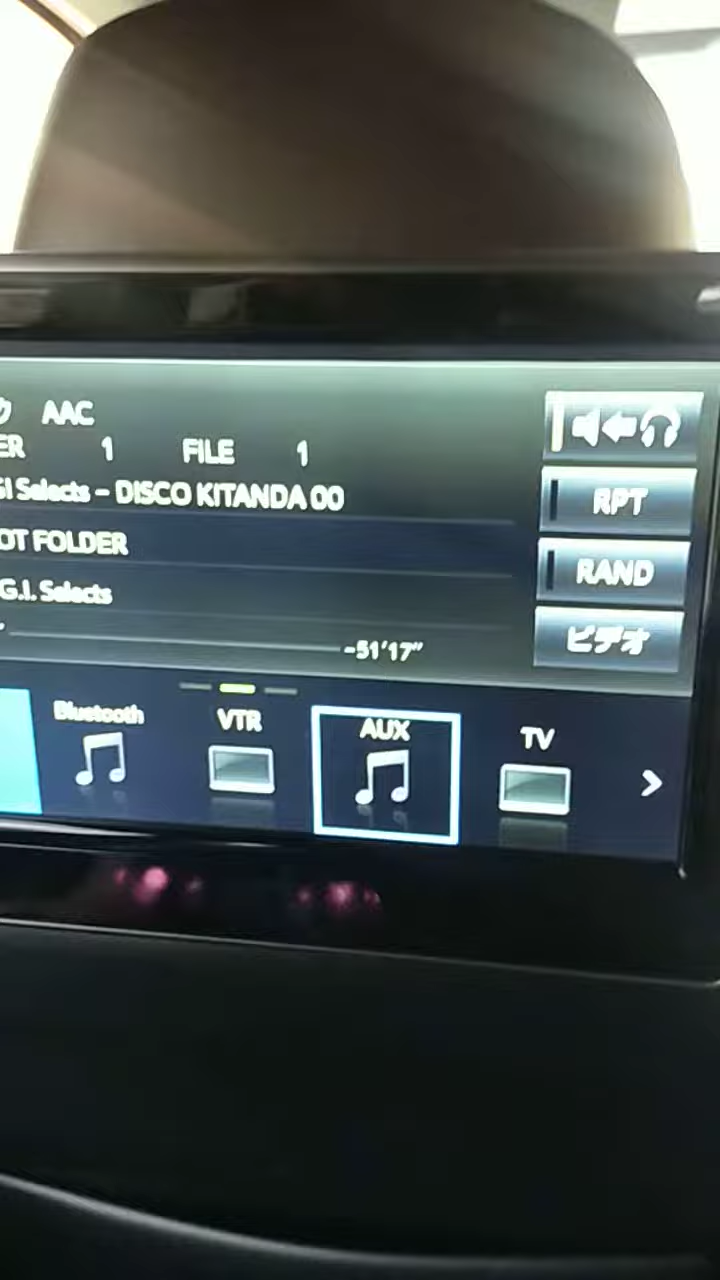 AAC
ER 1 FILE 1
GI Selects - DISCO KITANDA 00
OT FOLDER
G.I. Selects
-51'17"
RPT
RAND
ビデオ
Bluetooth
VTR
AUX
TV